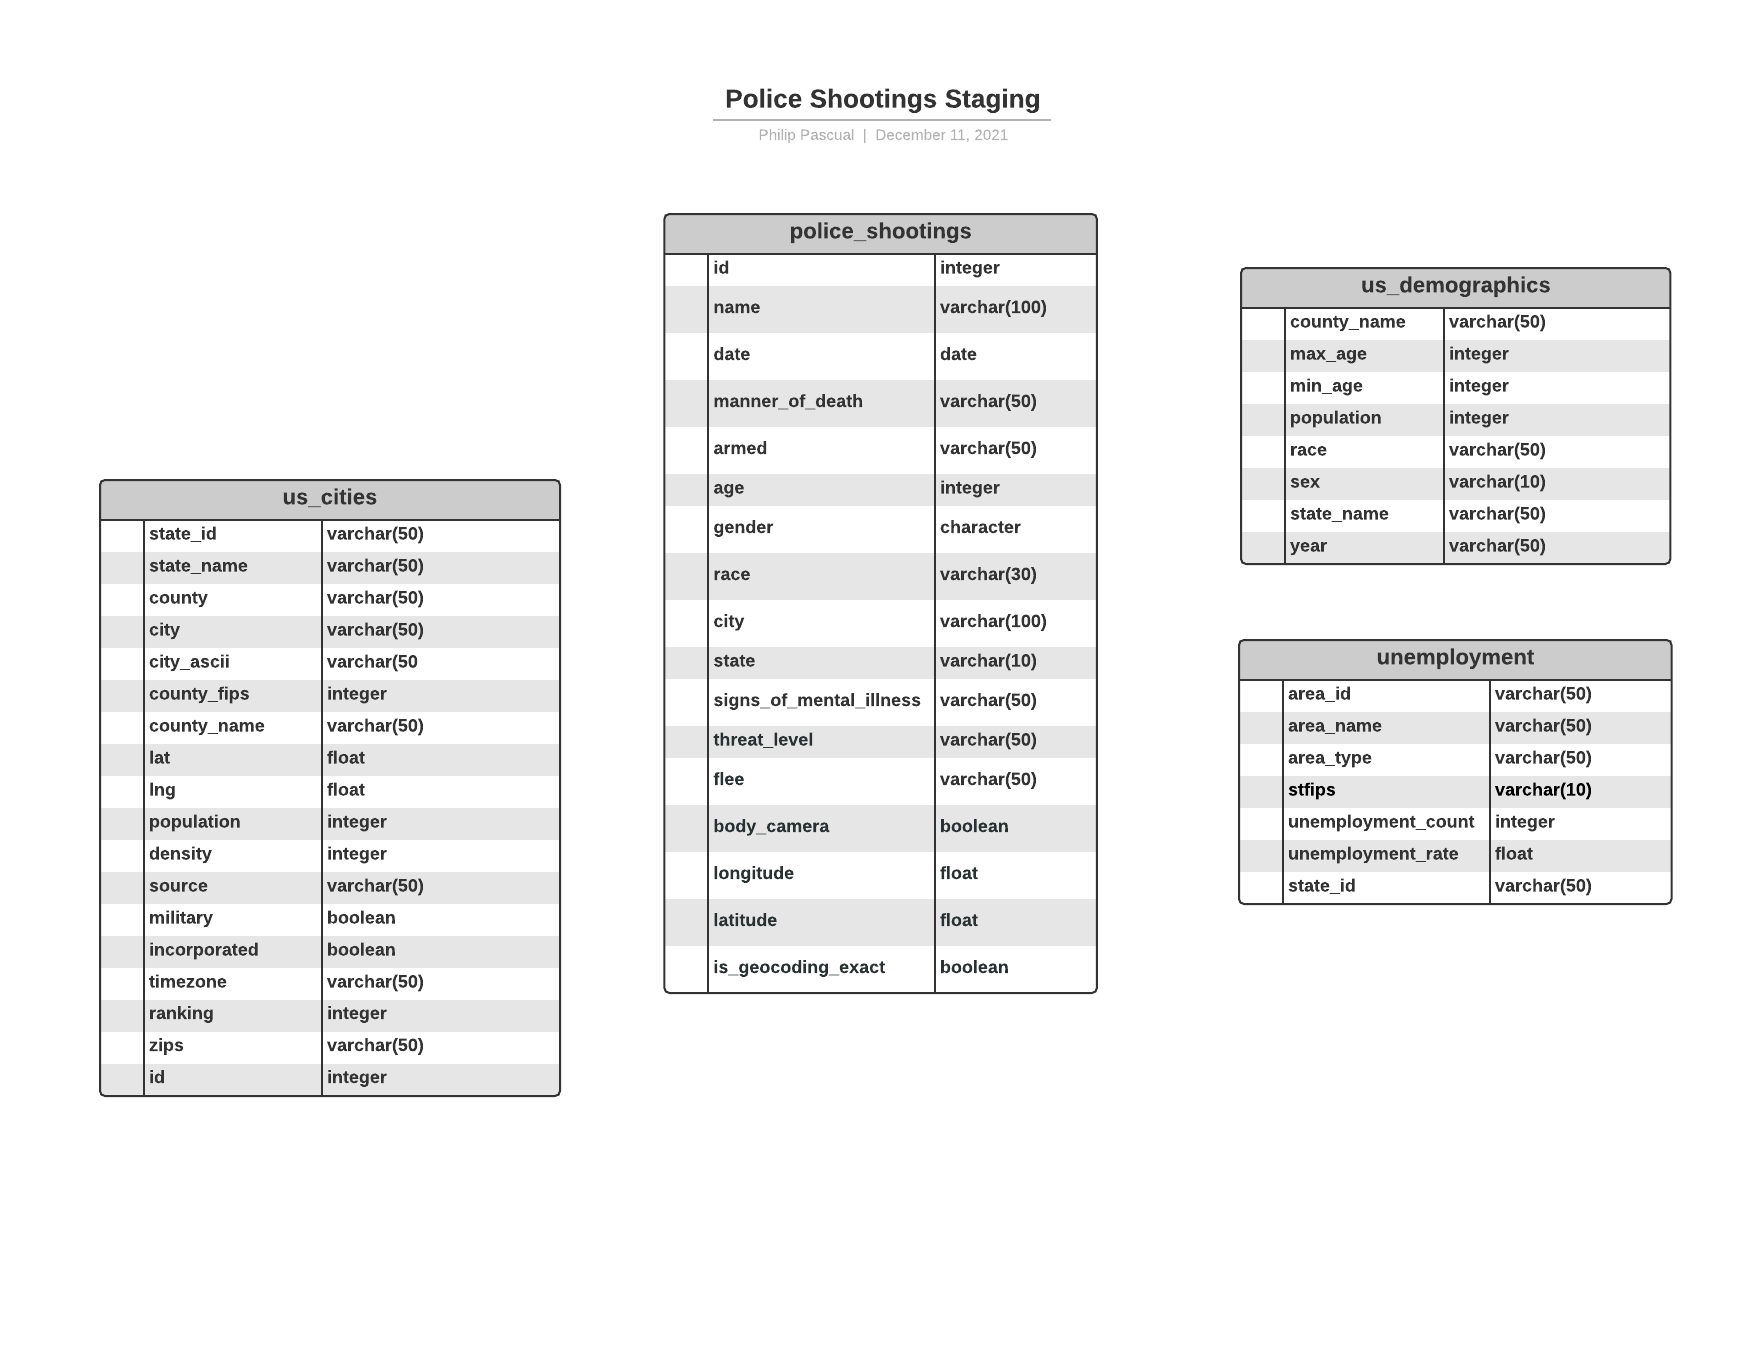 Police Shootings Staging
Philip Pascual | December 11, 2021
police_shootings
id integer
name varchar(100)
date date
manner_of_death varchar(50)
armed varchar(50)
age integer
gender character
race varchar(30)
city varchar(100)
state varchar(10)
signs_of_mental_illness varchar(50)
threat_level varchar(50)
flee varchar(50)
body_camera boolean
longitude float
latitude float
is_geocoding_exact boolean
us_demographics
county_name varchar(50)
max_age integer
min_age integer
population integer
race varchar(50)
sex varchar(10)
state_name varchar(50)
year varchar(50)
us_cities
state_id varchar(50)
state_name varchar(50)
county varchar(50)
city varchar(50)
city_ascii varchar(50
county_fips integer
county_name varchar(50)
lat float
lng float
population integer
density integer
source varchar(50)
military boolean
incorporated boolean
timezone varchar(50)
ranking integer
zips varchar(50)
id integer
unemployment
area_id varchar(50)
area_name varchar(50)
area_type varchar(50)
stfips varchar(10)
unemployment_count integer
unemployment_rate float
state_id varchar(50)